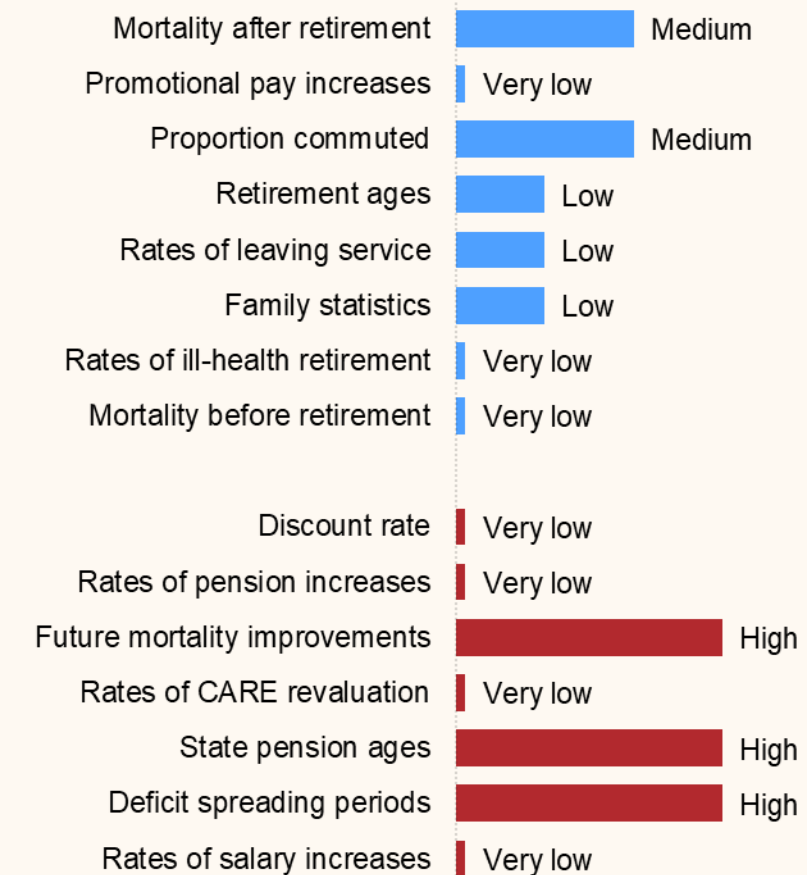 Mortality after retirement Medium
Promotional pay increases Very low
Proportion commuted Medium
Retirement ages Low
Rates of leaving service Low
Family statistics Low
Rates of ill-health retirement Very low
Mortality before retirement Very low
Discount rate Very low
Rates of pension increases Very low
Future mortality improvements High
Rates of CARE revaluation Very low
State pension ages High
Deficit spreading periods High
Rates of salary increases Very low